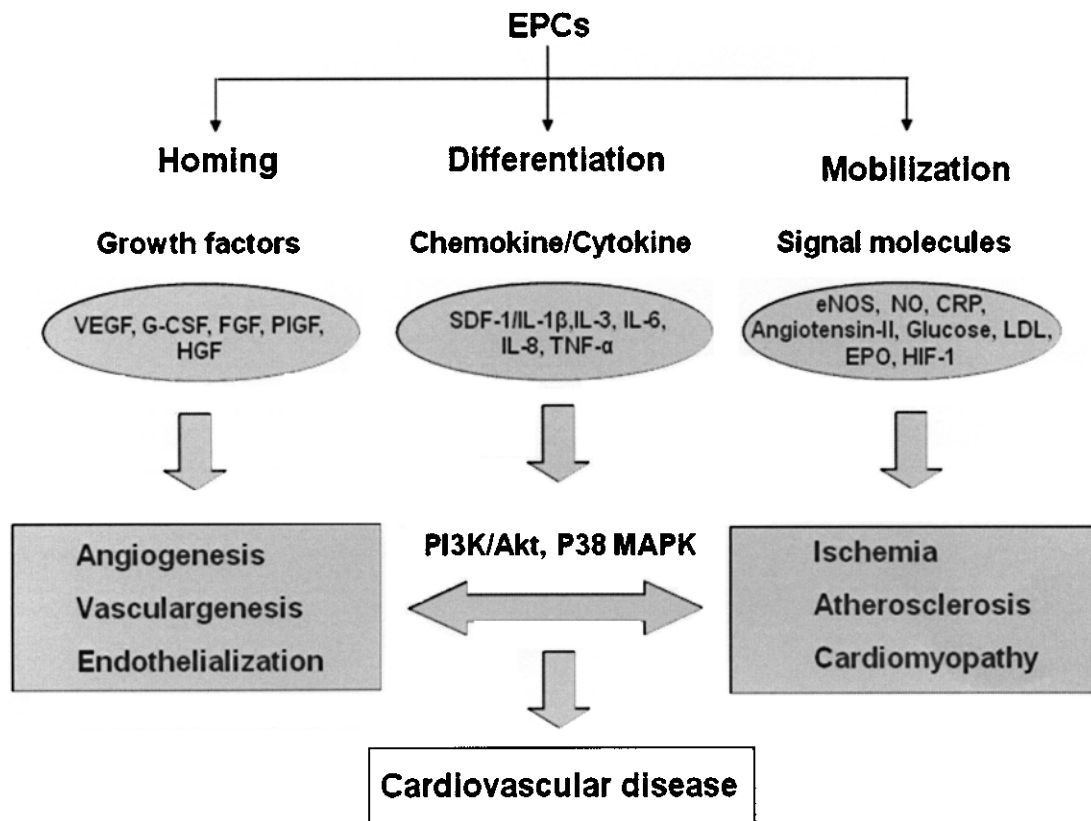 EPCs
Homing
Differentiation
Mobilization
Growth factors
Chemokine/Cytokine
Signal molecules
VEGF, G-CSF, FGF, PIGF,
HGF
SDF-1/IL-1β,IL-3, IL-6,
IL-8, TNF-α
eNOS, NO, CRP,
Angiotensin-II, Glucose, LDL,
EPO, HIF-1
Angiogenesis
Vasculargenesis
Endothelialization
PI3K/Akt, P38 MAPK
Ischemia
Atherosclerosis
Cardiomyopathy
Cardiovascular disease